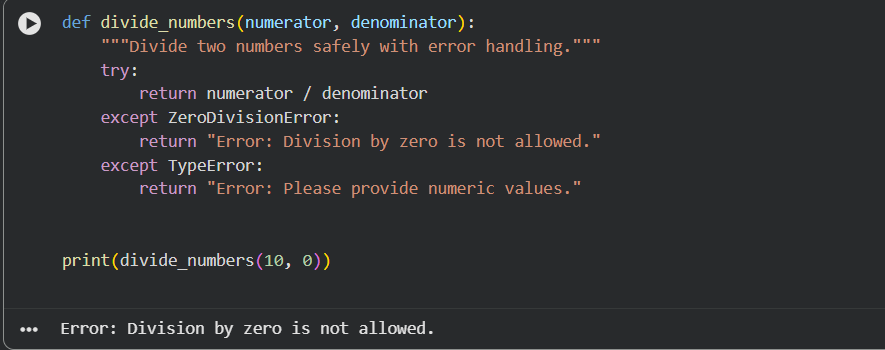 def divide_numbers(numerator, denominator):
    """Divide two numbers safely with error handling."""
    try:
        return numerator / denominator
    except ZeroDivisionError:
        return "Error: Division by zero is not allowed."
    except TypeError:
        return "Error: Please provide numeric values."
print(divide_numbers(10, 0))
Error: Division by zero is not allowed.